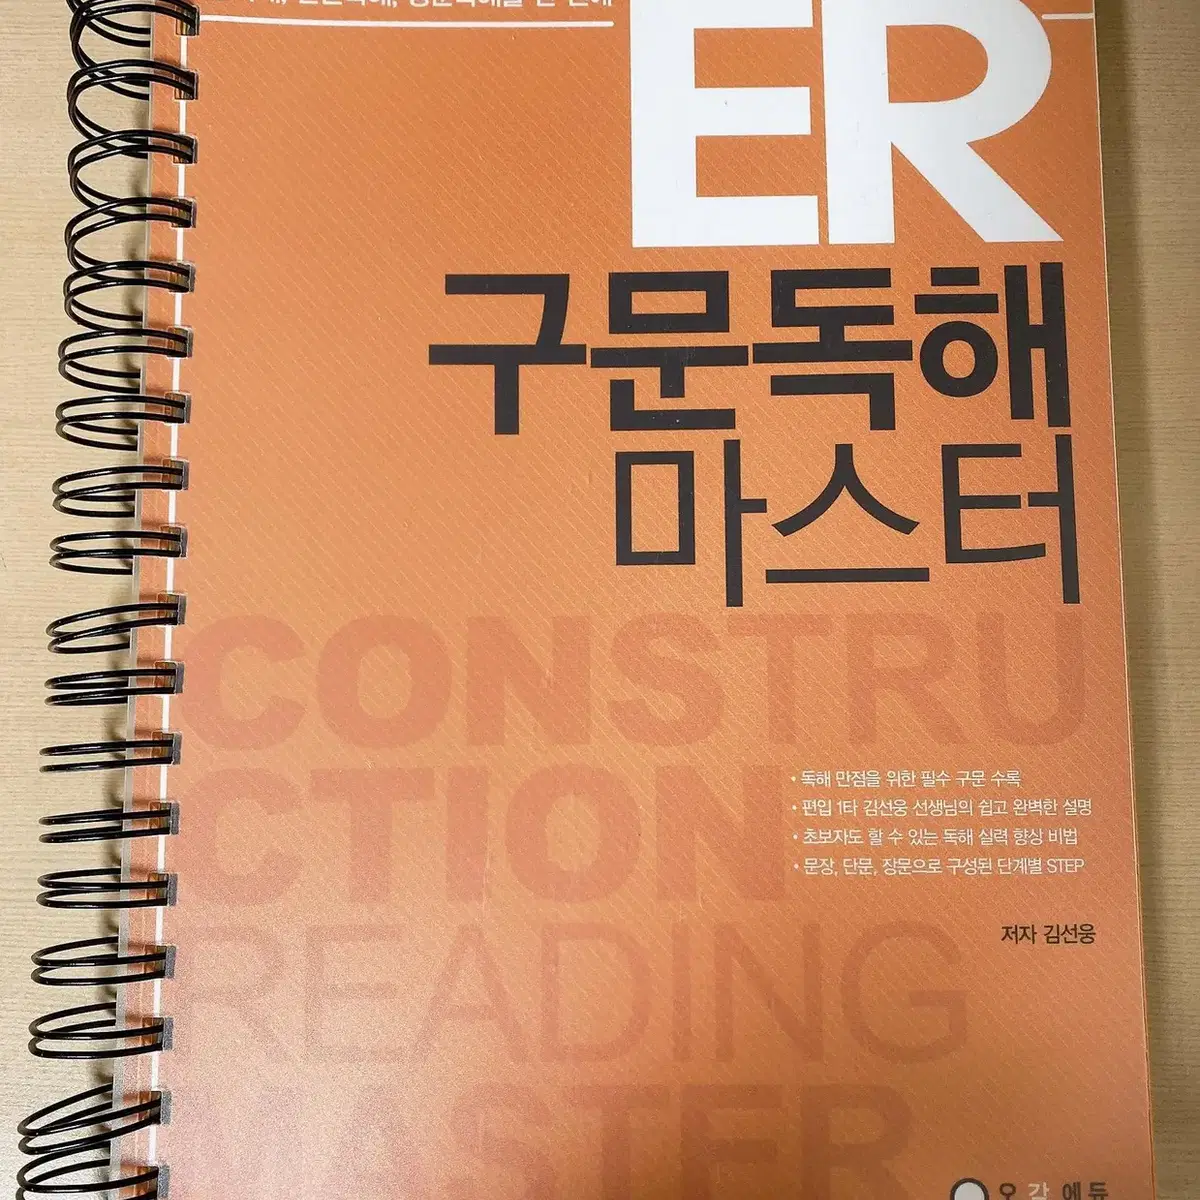 ER
구문독해
마스터
CONSTRU
CTION
READING
MASTER
• 독해 만점을 위한 필수 구문 수록
• 편입 1타 김선웅 선생님의 쉽고 완벽한 설명
• 초보자도 할 수 있는 독해 실력 향상 비법
• 문장, 단문, 장문으로 구성된 단계별 STEP
저자 김선웅